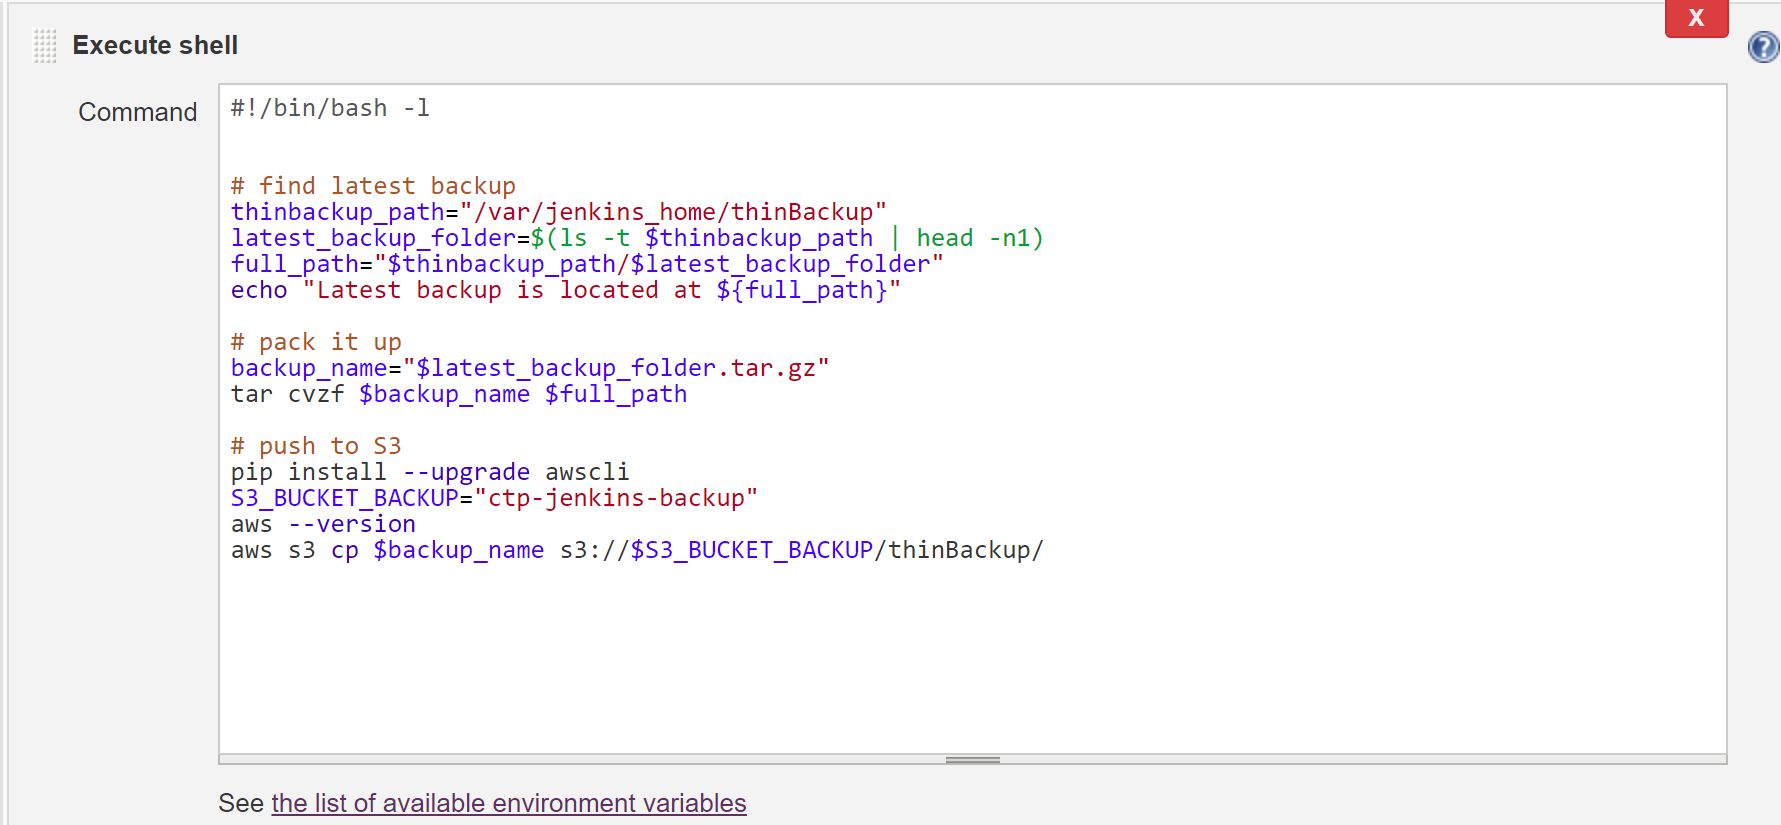 X
Execute shell
?
Command
#!/bin/bash -l
# find latest backup
thinbackup_path="/var/jenkins_home/thinBackup"
latest_backup_folder=$(ls -t $thinbackup_path | head -n1)
full_path="$thinbackup_path/$latest_backup_folder"
echo "Latest backup is located at ${full_path}"
# pack it up
backup_name="$latest_backup_folder.tar.gz"
tar cvzf $backup_name $full_path
# push to S3
pip install --upgrade awscli
S3_BUCKET_BACKUP="ctp-jenkins-backup"
aws --version
aws s3 cp $backup_name s3://$S3_BUCKET_BACKUP/thinBackup/
See the list of available environment variables